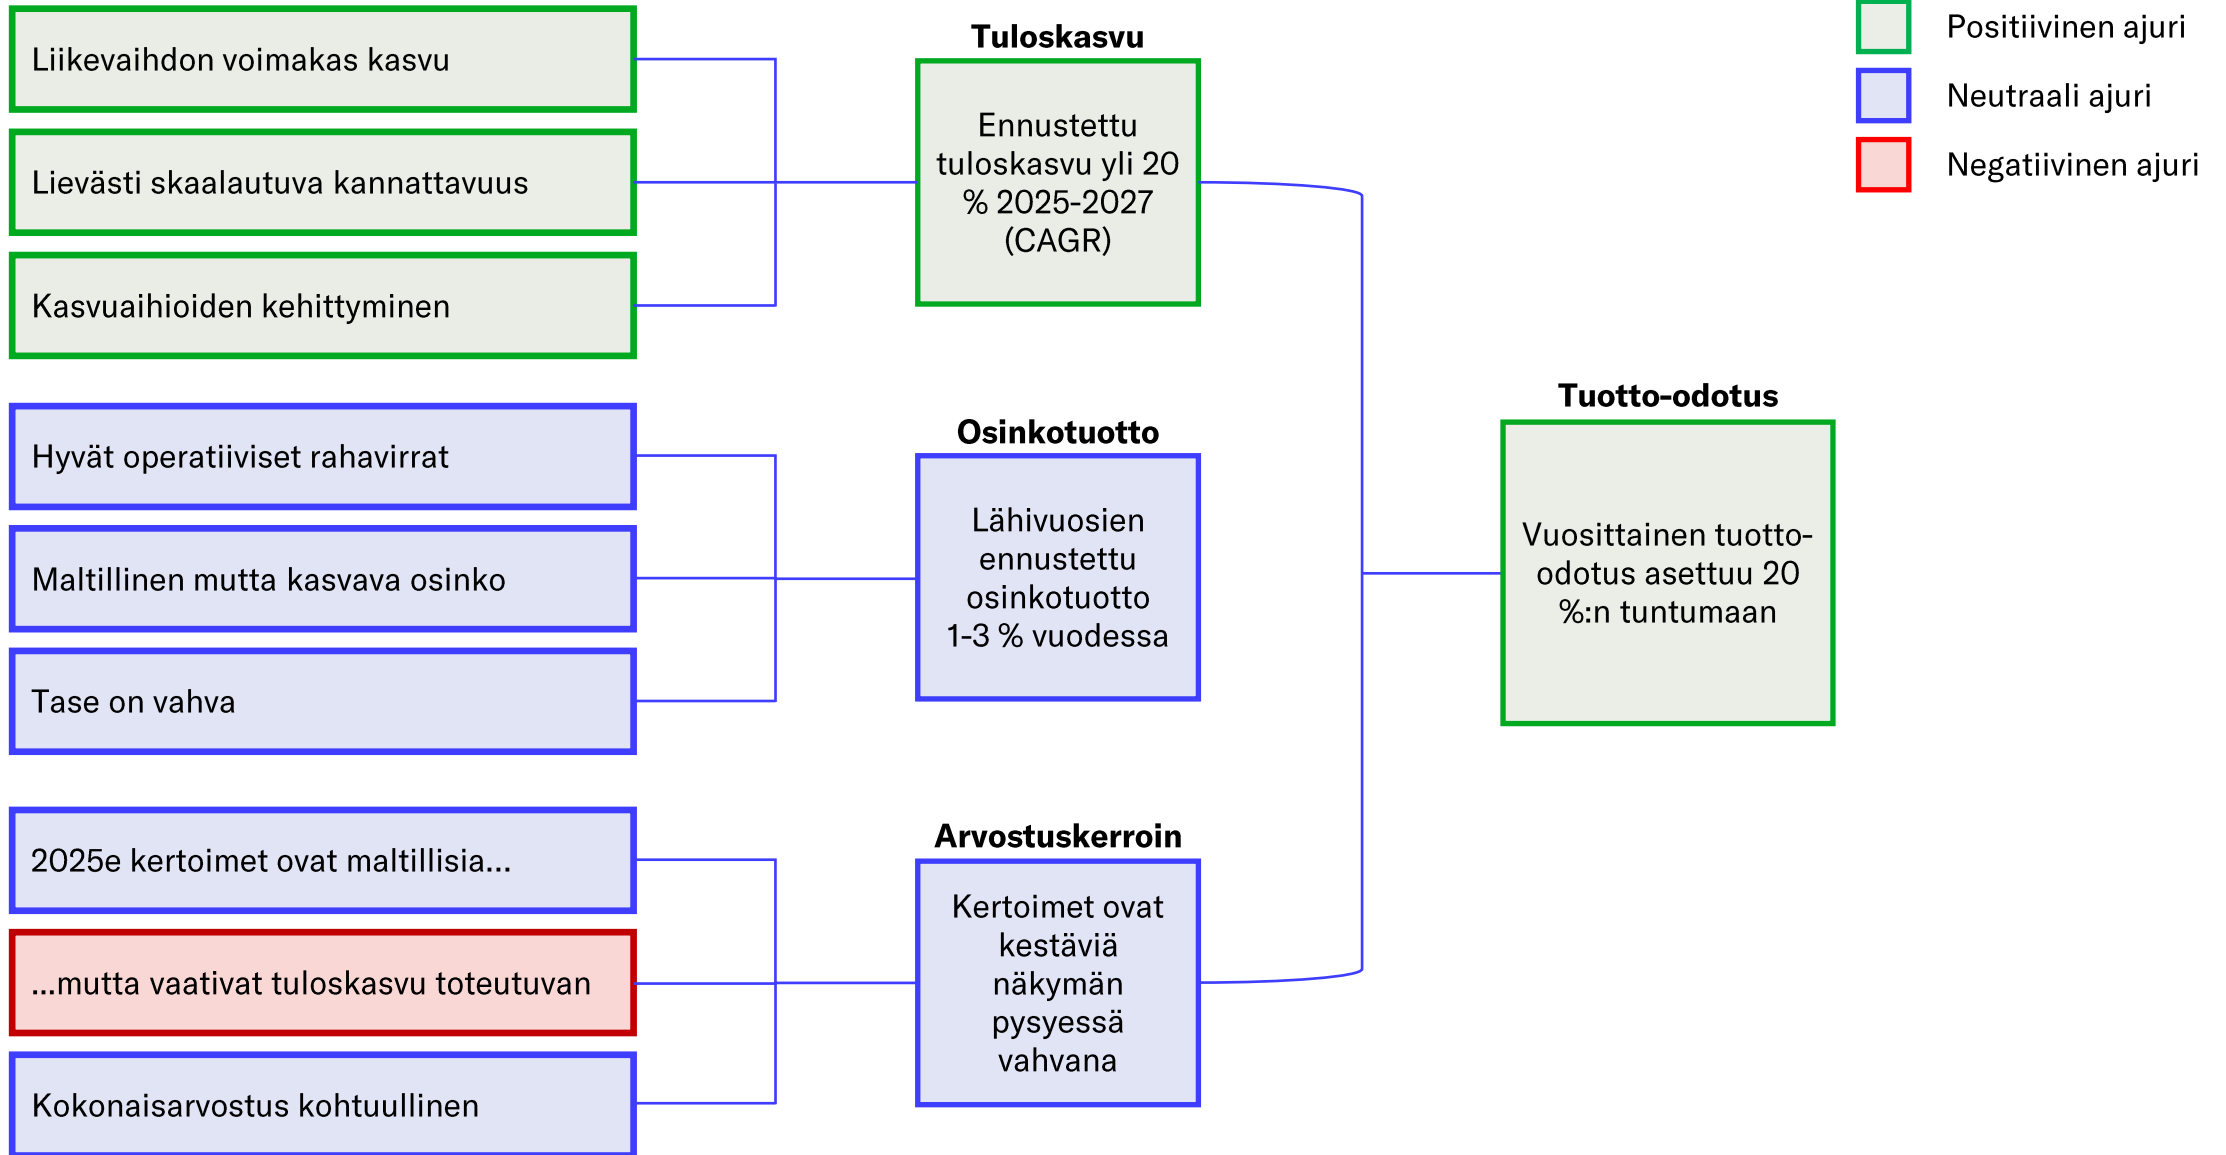 Liikevaihdon voimakas kasvu
Lievästi skaalautuva kannattavuus
Kasvuaihioiden kehittyminen
Tuloskasvu
Ennustettu
tuloskasvu yli 20
% 2025-2027
(CAGR)
Hyvät operatiiviset rahavirrat
Maltillinen mutta kasvava osinko
Tase on vahva
Osinkotuotto
Lähivuosien
ennustettu
osinkotuotto
1-3 % vuodessa
2025e kertoimet ovat maltillisia...
...mutta vaativat tuloskasvu toteutuvan
Kokonaisarvostus kohtuullinen
Arvostuskerroin
Kertoimet ovat
kestäviä
näkymän
pysyessä
vahvana
Tuotto-odotus
Vuosittainen tuotto-
odotus asettuu 20
%:n tuntumaan
Positiivinen ajuri
Neutraali ajuri
Negatiivinen ajuri